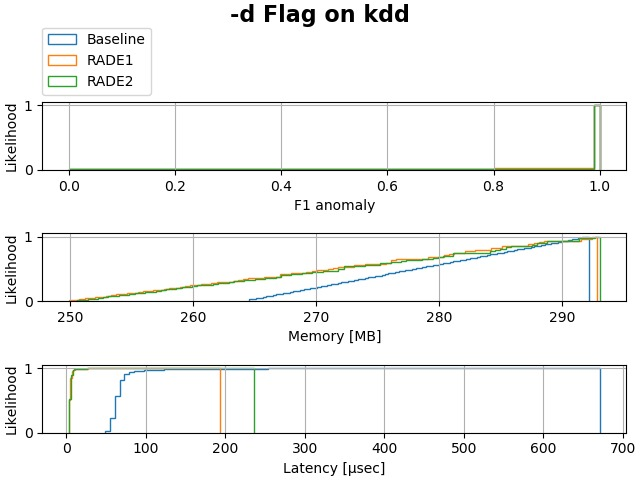 -d Flag on kdd
Baseline
RADE1
RADE2
1
Likelihood
0
0.0 0.2 0.4 0.6 0.8 1.0
F1 anomaly
1
Likelihood
0
250 260 270 280 290
Memory [MB]
1
Likelihood
0
0 100 200 300 400 500 600 700
Latency [μsec]